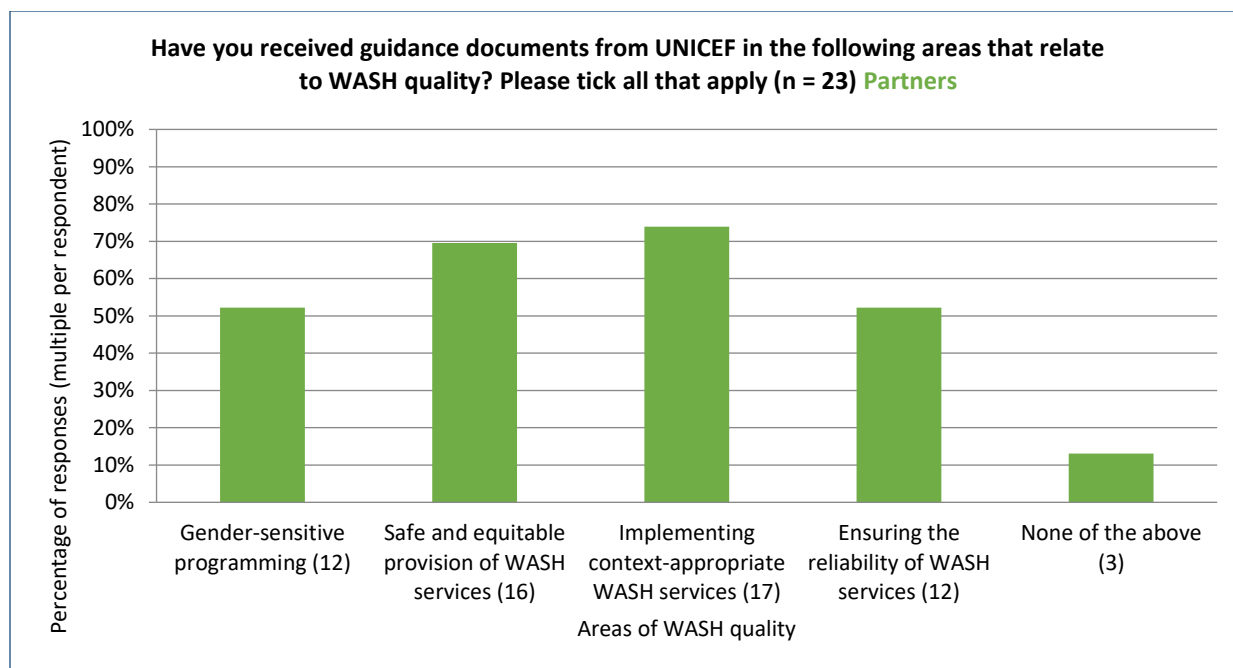 Have you received guidance documents from UNICEF in the following areas that relate
to WASH quality? Please tick all that apply (n = 23) Partners
Percentage of responses (multiple per respondent)
100%
90%
80%
70%
60%
50%
40%
30%
20%
10%
0%
Gender-sensitive
programming (12)
Safe and equitable
provision of WASH
services (16)
Implementing
context-appropriate
WASH services (17)
Ensuring the
reliability of WASH
services (12)
None of the above
(3)
Areas of WASH quality